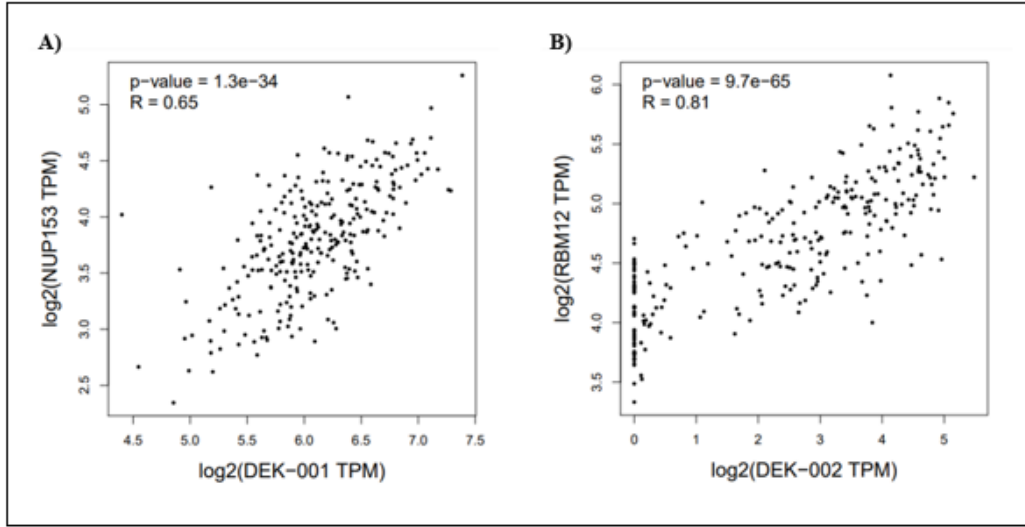 A)
p-value = 1.3e-34
R = 0.65
log2(NUP153 TPM)
5.0
4.5
4.0
3.5
3.0
2.5
4.5 5.0 5.5 6.0 6.5 7.0 7.5
log2(DEK-001 TPM)
B)
p-value = 9.7e-65
R = 0.81
log2(RBM12 TPM)
6.0
5.5
5.0
4.5
4.0
3.5
0 1 2 3 4 5
log2(DEK-002 TPM)